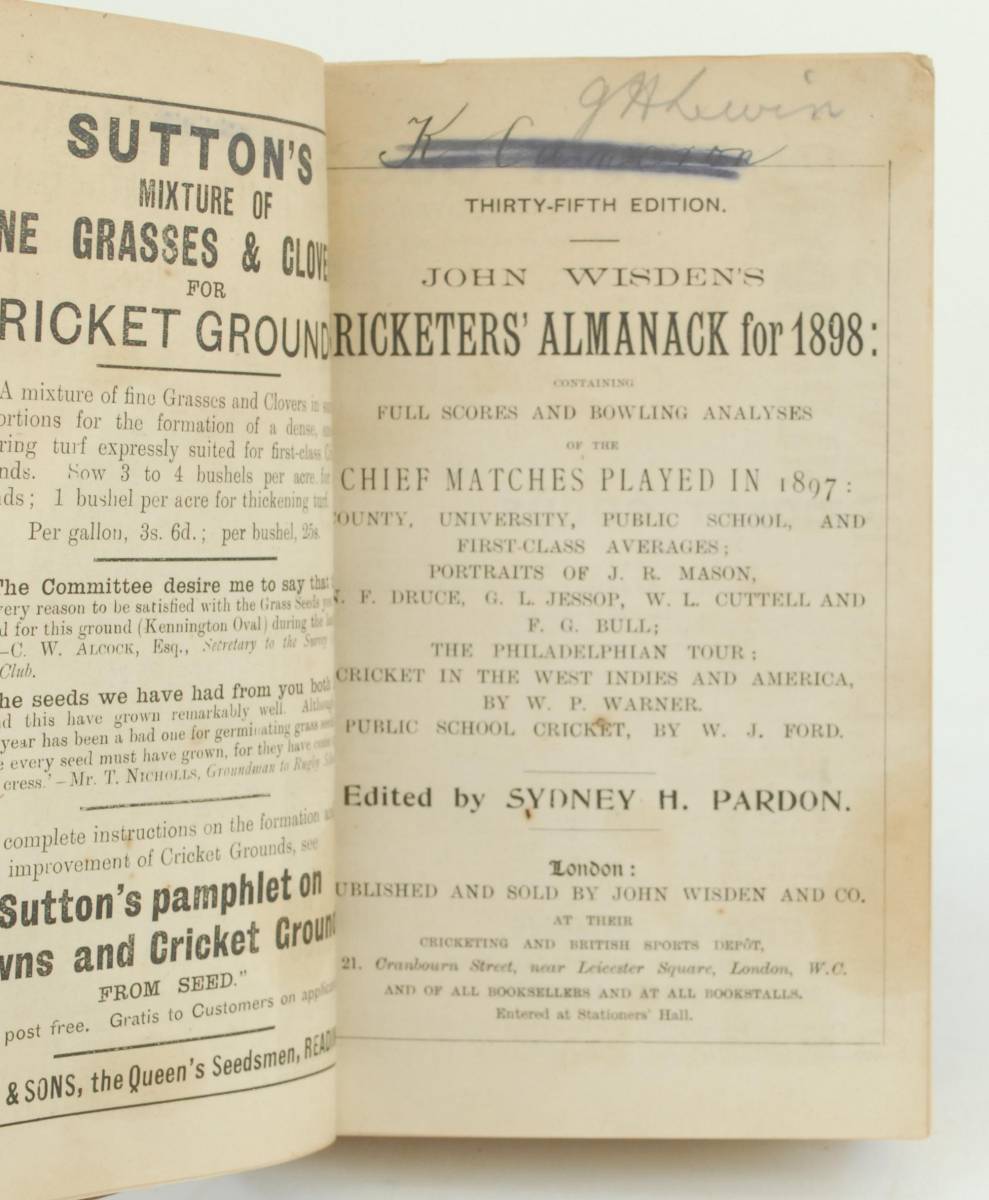 SUTTON'S
MIXTURE OF
NE GRASSES & CLOVE
FOR
RICKET GROUND
A mixture of fine Grasses and Clovers in
ortions for the formation of a dense,
ring turf expressly suited for first-class
nds. Sow 3 to 4 bushels per acre for
ds; 1 bushel per acre for thickening turf.
Per gallon, 3s. 6d.; per bushel, 25s.
The Committee desire me to say that
very reason to be satisfied with the Grass Seeds
d for this ground (Kennington Oval) during the
—C. W. ALCOCK, Esq., Secretary to the Surrey
Club.
he seeds we have had from you both
d this have grown remarkably well. Although
year has been a bad one for germinating grass
e every seed must have grown, for they have
cress.'—Mr. T. NICHOLLS, Groundman to Rugby
complete instructions on the formation
improvement of Cricket Grounds, see
Sutton's pamphlet on
wns and Cricket Ground
FROM SEED."
post free. Gratis to Customers on applica
& SONS, the Queen's Seedsmen, READIN
G H Lewin
K Cameron
THIRTY-FIFTH EDITION.
JOHN WISDEN'S
RICKETERS' ALMANACK for 1898:
CONTAINING
FULL SCORES AND BOWLING ANALYSES
OF THE
CHIEF MATCHES PLAYED IN 1897:
COUNTY, UNIVERSITY, PUBLIC SCHOOL, AND
FIRST-CLASS AVERAGES;
PORTRAITS OF J. R. MASON,
N. F. DRUCE, G. L. JESSOP, W. L. CUTTELL AND
F. G. BULL;
THE PHILADELPHIAN TOUR;
CRICKET IN THE WEST INDIES AND AMERICA,
BY W. P. WARNER.
PUBLIC SCHOOL CRICKET, BY W. J. FORD.
Edited by SYDNEY H. PARDON.
London:
UBLISHED AND SOLD BY JOHN WISDEN AND CO.
AT THEIR
CRICKETING AND BRITISH SPORTS DEPÔT,
21, Cranbourn Street, near Leicester Square, London, W.C.
AND OF ALL BOOKSELLERS AND AT ALL BOOKSTALLS.
Entered at Stationers' Hall.